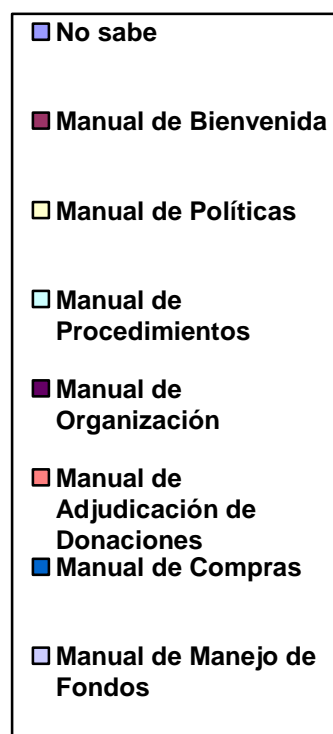 No sabe
Manual de Bienvenida
Manual de Políticas
Manual de
Procedimientos
Manual de
Organización
Manual de
Adjudicación de
Donaciones
Manual de Compras
Manual de Manejo de
Fondos